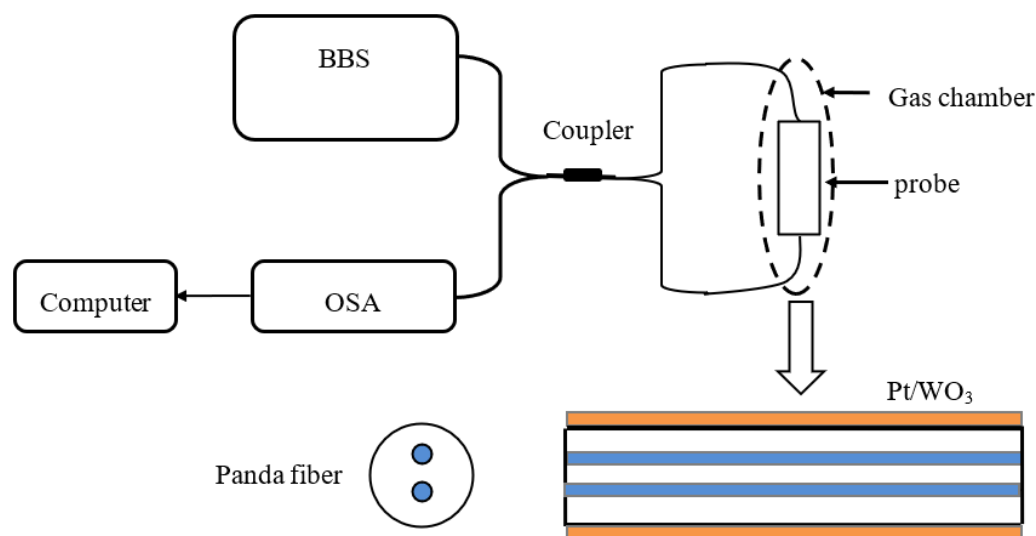 BBS
Coupler
Gas chamber
probe
Computer
OSA
Pt/WO₃
Panda fiber